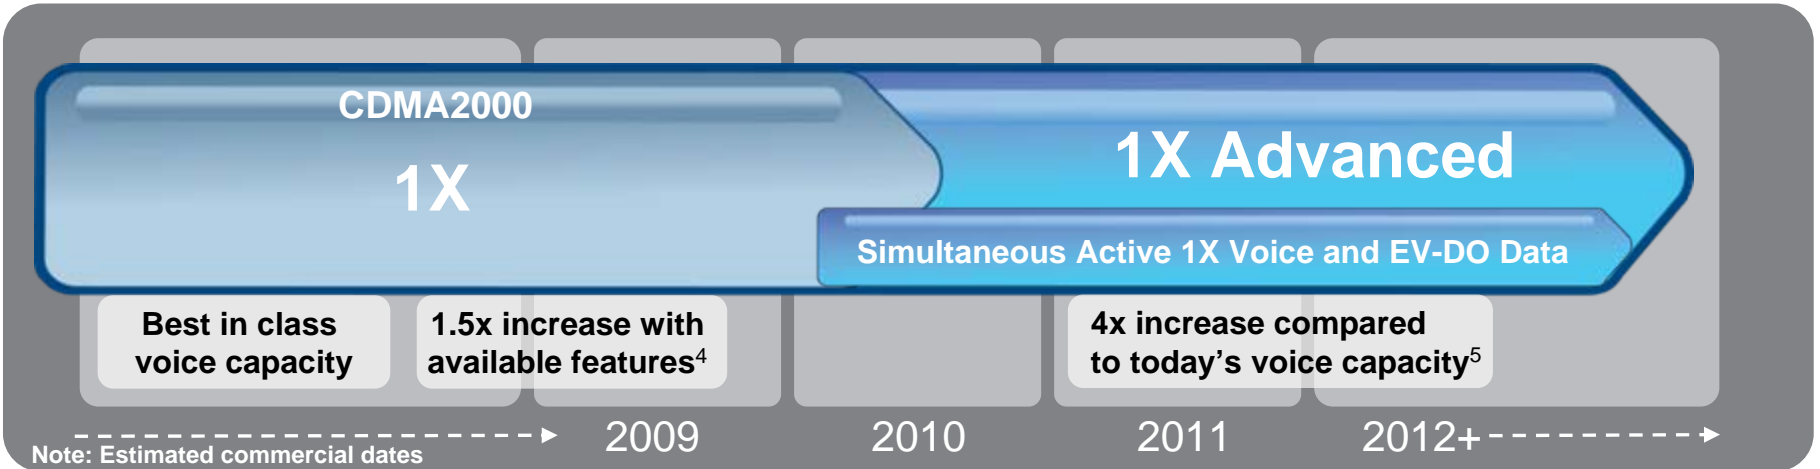 CDMA2000
1X
1X Advanced
Simultaneous Active 1X Voice and EV-DO Data
Best in class
voice capacity
1.5x increase with
available features4
4x increase compared
to today's voice capacity5
2009
2010
2011
2012+
Note: Estimated commercial dates